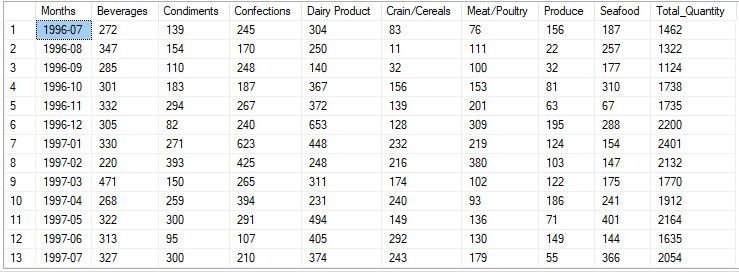 Months Beverages Condiments Confections Dairy Product Crain/Cereals Meat/Poultry Produce Seafood Total_Quantity
1 1996-07 272 139 245 304 83 76 156 187 1462
2 1996-08 347 154 170 250 11 111 22 257 1322
3 1996-09 285 110 248 140 32 100 32 177 1124
4 1996-10 301 183 187 367 156 153 81 310 1738
5 1996-11 332 294 267 372 139 201 63 67 1735
6 1996-12 305 82 240 653 128 309 195 288 2200
7 1997-01 330 271 623 448 232 219 124 154 2401
8 1997-02 220 393 425 248 216 380 103 147 2132
9 1997-03 471 150 265 311 174 102 122 175 1770
10 1997-04 268 259 394 231 240 93 186 241 1912
11 1997-05 322 300 291 494 149 136 71 401 2164
12 1997-06 313 95 107 405 292 130 149 144 1635
13 1997-07 327 300 210 374 243 179 55 366 2054